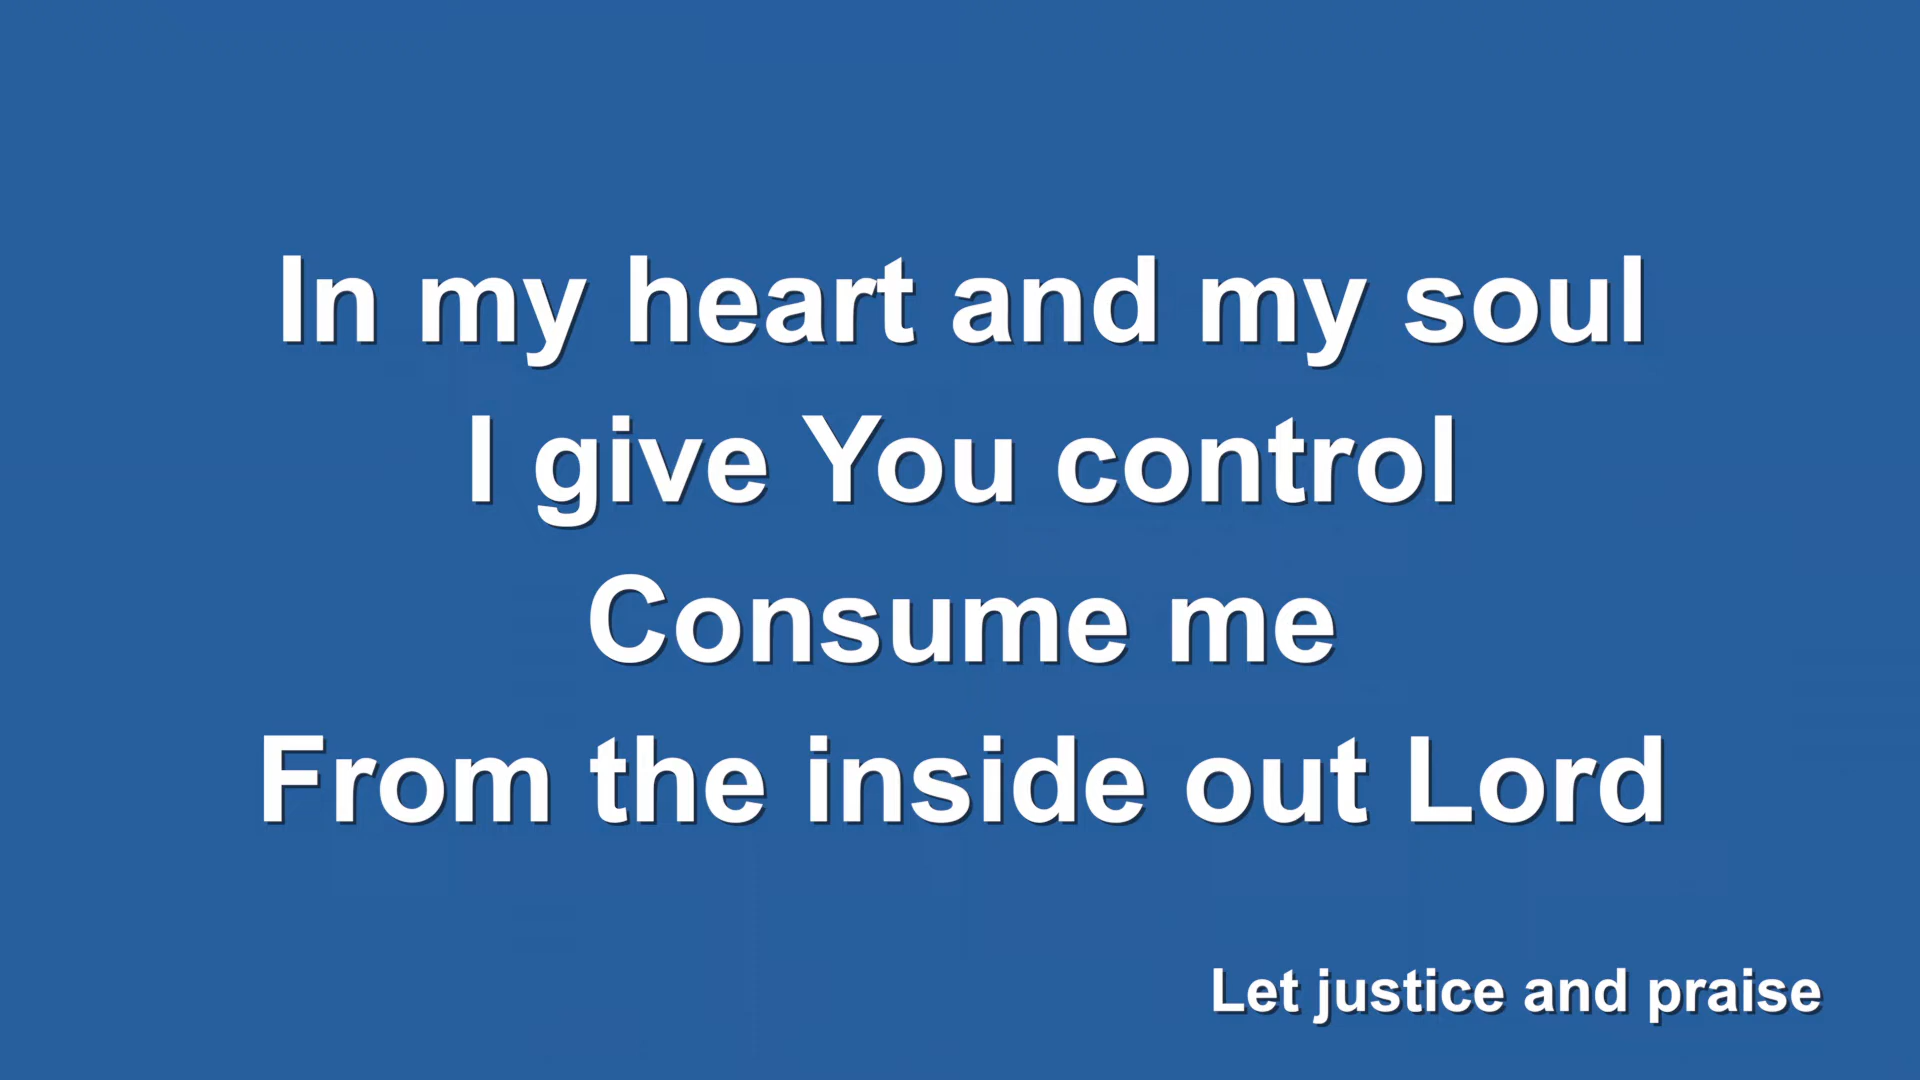 In my heart and my soul
I give You control
Consume me
From the inside out Lord
Let justice and praise